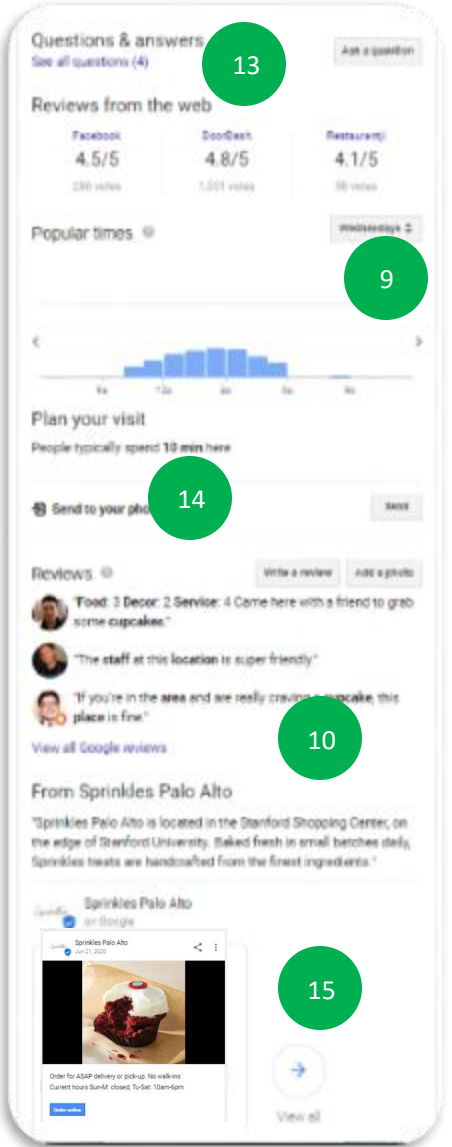 Questions & answers
See all questions (4)
Ask a question
13
Reviews from the web
Facebook DoorDash Restaurantji
4.5/5 4.8/5 4.1/5
votes votes votes
Popular times
Wednesdays
9
9a 12p 3p 6p 9p
Plan your visit
People typically spend 10 min here
14
Send to your pho
Send
Reviews
Write a review Add a photo
"Food: 3 Decor: 2 Service: 4 Came here with a friend to grab
some cupcakes."
"The staff at this location is super friendly"
"If you're in the area and are really craving a cupcake, this
place is fine."
10
View all Google reviews
From Sprinkles Palo Alto
"Sprinkles Palo Alto is located in the Stanford Shopping Center, on
the edge of Stanford University. Baked fresh in small batches daily,
Sprinkles treats are handcrafted from the finest ingredients."
Sprinkles Palo Alto
on Google
Sprinkles Palo Alto
Jun 21, 2020
15
Order for ASAP delivery or pick-up. No walk-ins
Current hours Sun-M: closed, Tu-Sat: 10am-6pm
Order online
View all